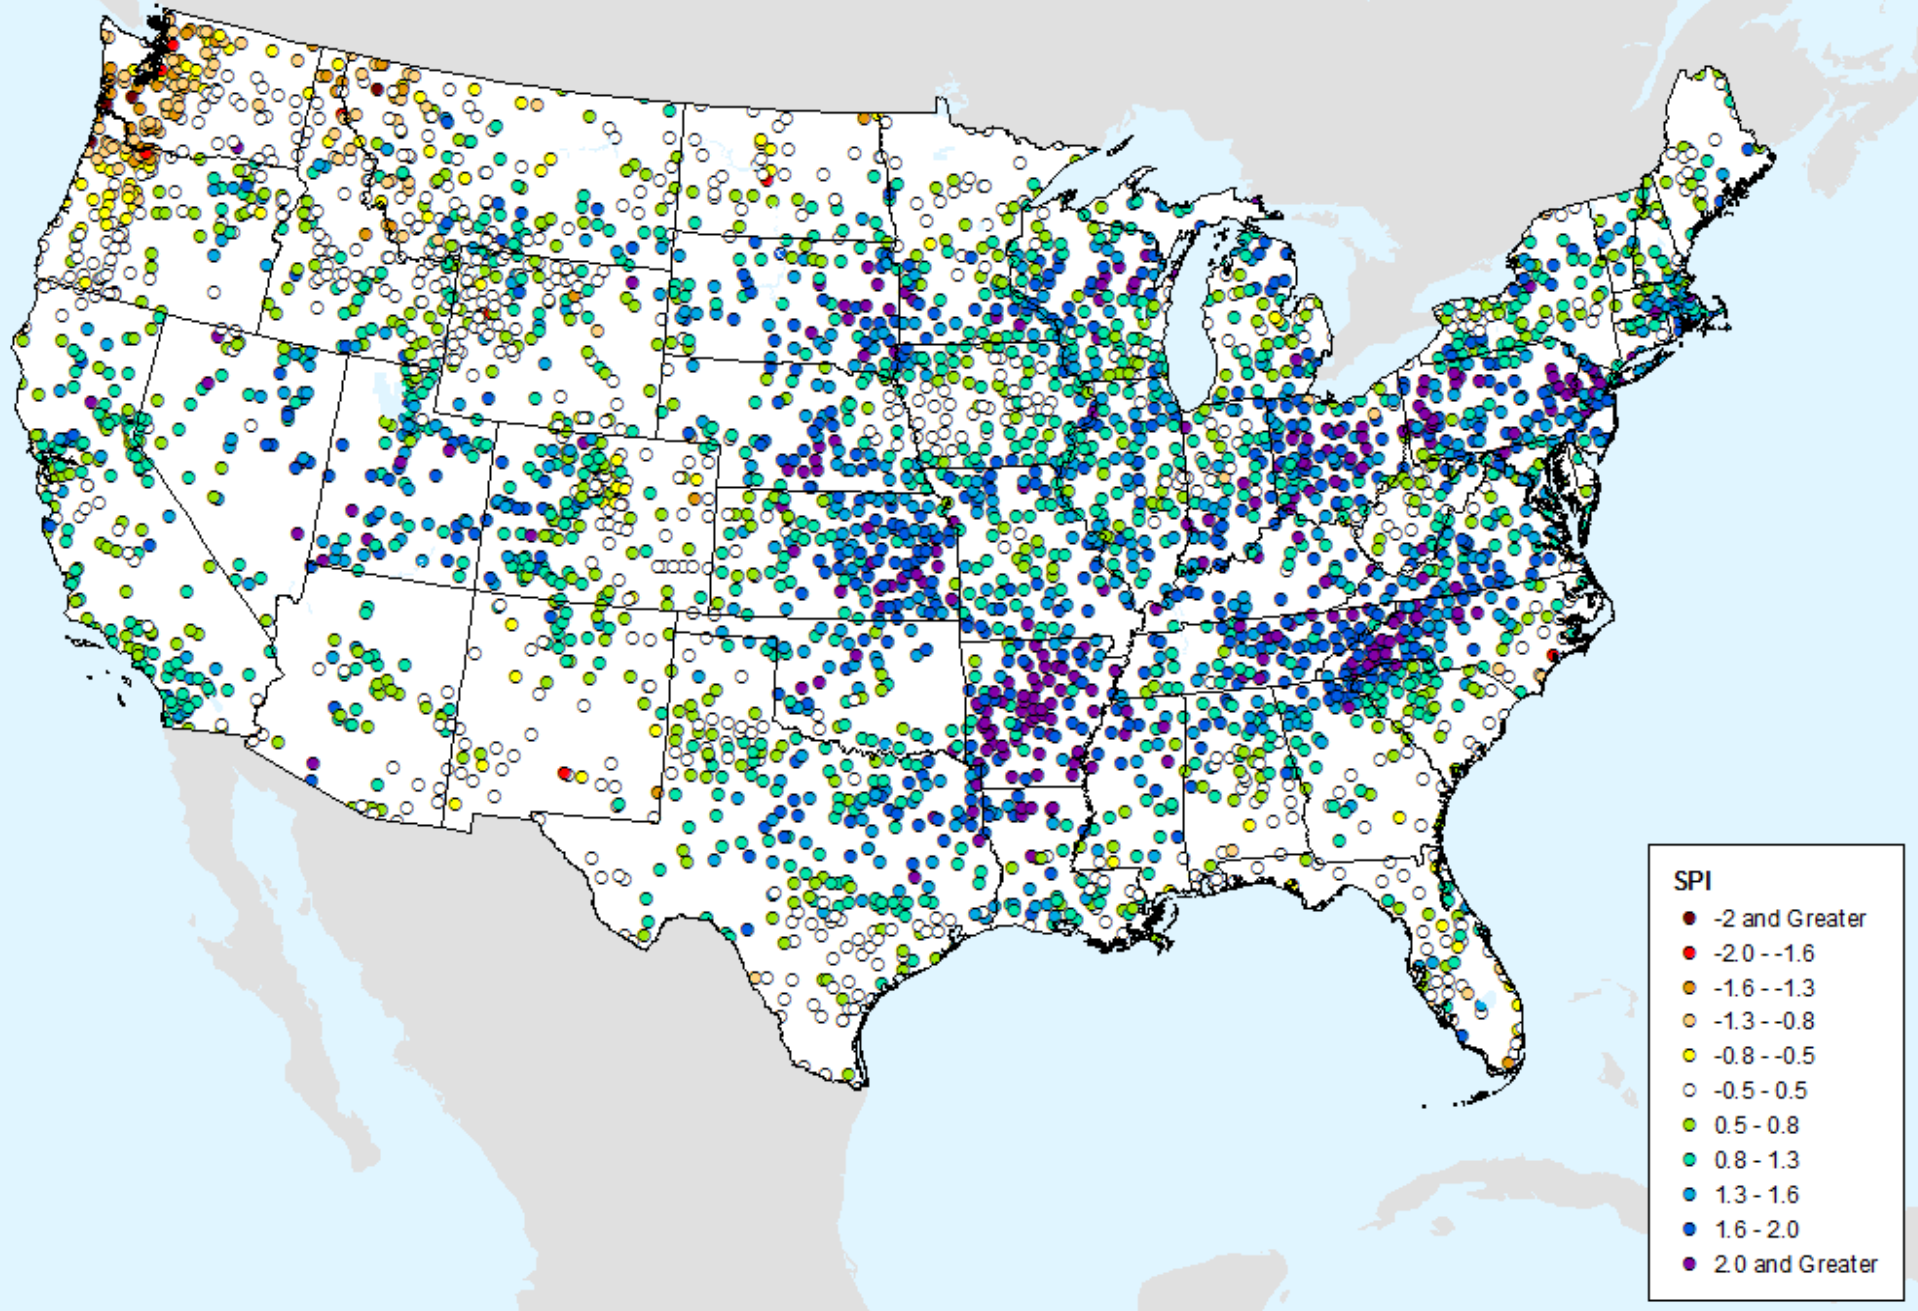 SPI
-2 and Greater
-2.0 - -1.6
-1.6 - -1.3
-1.3 - -0.8
-0.8 - -0.5
-0.5 - 0.5
0.5 - 0.8
0.8 - 1.3
1.3 - 1.6
1.6 - 2.0
2.0 and Greater